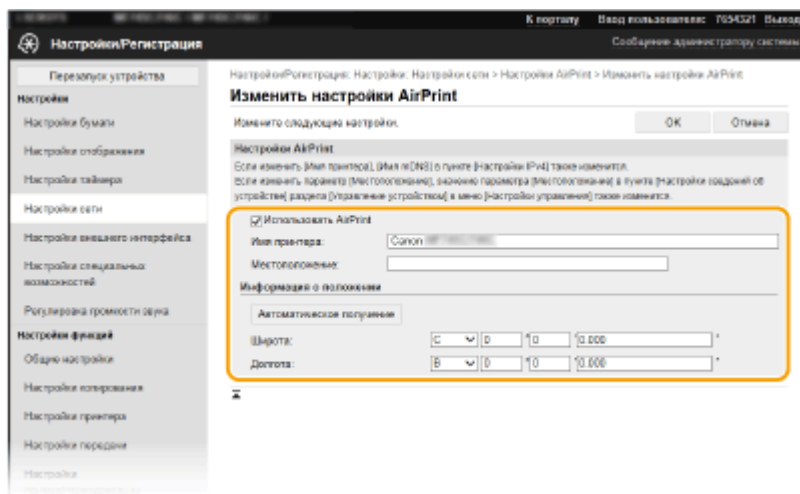 К порталу Ввод пользователя: 7654321 Выход
Настройки/Регистрация
Сообщение администратору системы
Перезапуск устройства
Настройки
Настройки бумаги
Настройки отображения
Настройки таймера
Настройки сети
Настройки внешнего интерфейса
Настройки специальных
возможностей
Регулировка громкости звука
Настройки функций
Общие настройки
Настройки копирования
Настройки принтера
Настройки передачи
Настройки
Настройки/Регистрация: Настройки: Настройки сети > Настройки AirPrint > Изменить настройки AirPrint
Изменить настройки AirPrint
Измените следующие настройки.
OK Отмена
Настройки AirPrint
Если изменить [Имя принтера], [Имя mDNS] в пункте [Настройки IPv4] также изменится.
Если изменить параметр [Местоположение], значение параметра [Местоположение] в пункте [Настройки сведений об
устройстве] раздела [Управление устройством] в меню [Настройки управления] также изменится.
Использовать AirPrint
Имя принтера: Canon
Местоположение:
Информация о положении
Автоматическое получение
Широта: С 0 ° 0 ' 0.000 "
Долгота: В 0 ° 0 ' 0.000 "